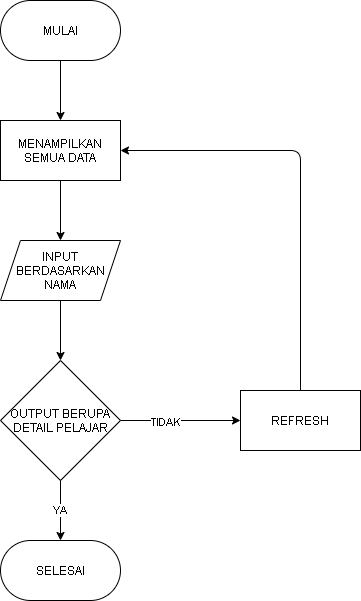 MULAI
MENAMPILKAN
SEMUA DATA
INPUT
BERDASARKAN
NAMA
OUTPUT BERUPA
DETAIL PELAJAR
TIDAK
REFRESH
YA
SELESAI